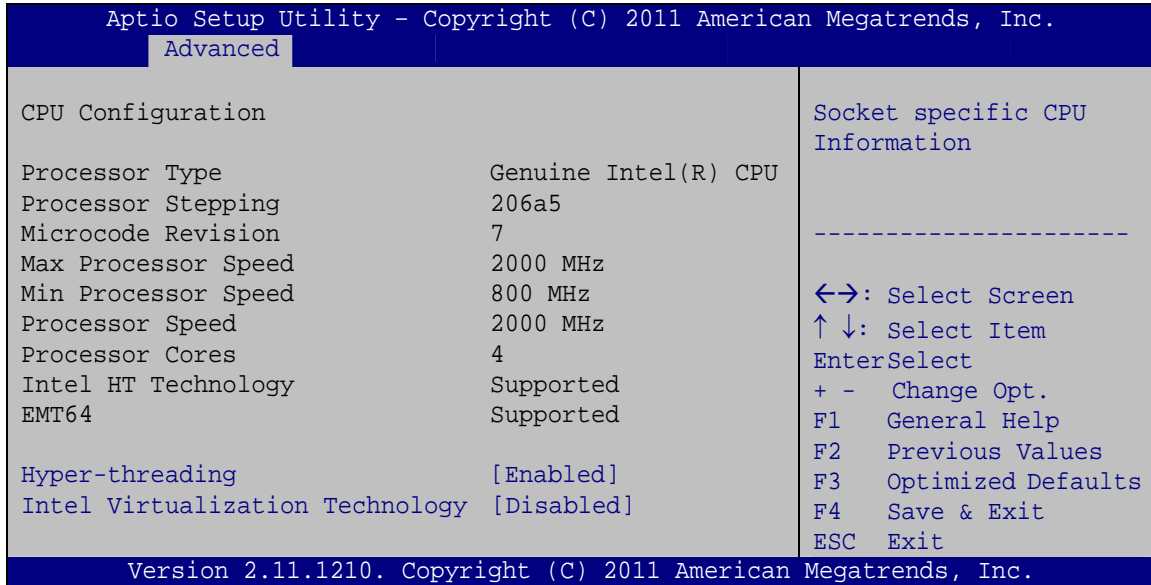 Aptio Setup Utility – Copyright (C) 2011 American Megatrends, Inc.
Advanced
CPU Configuration
Processor Type Genuine Intel(R) CPU
Processor Stepping 206a5
Microcode Revision 7
Max Processor Speed 2000 MHz
Min Processor Speed 800 MHz
Processor Speed 2000 MHz
Processor Cores 4
Intel HT Technology Supported
EMT64 Supported
Hyper-threading [Enabled]
Intel Virtualization Technology [Disabled]
Socket specific CPU
Information
----------------------
←→: Select Screen
↑ ↓: Select Item
EnterSelect
+ - Change Opt.
F1 General Help
F2 Previous Values
F3 Optimized Defaults
F4 Save & Exit
ESC Exit
Version 2.11.1210. Copyright (C) 2011 American Megatrends, Inc.